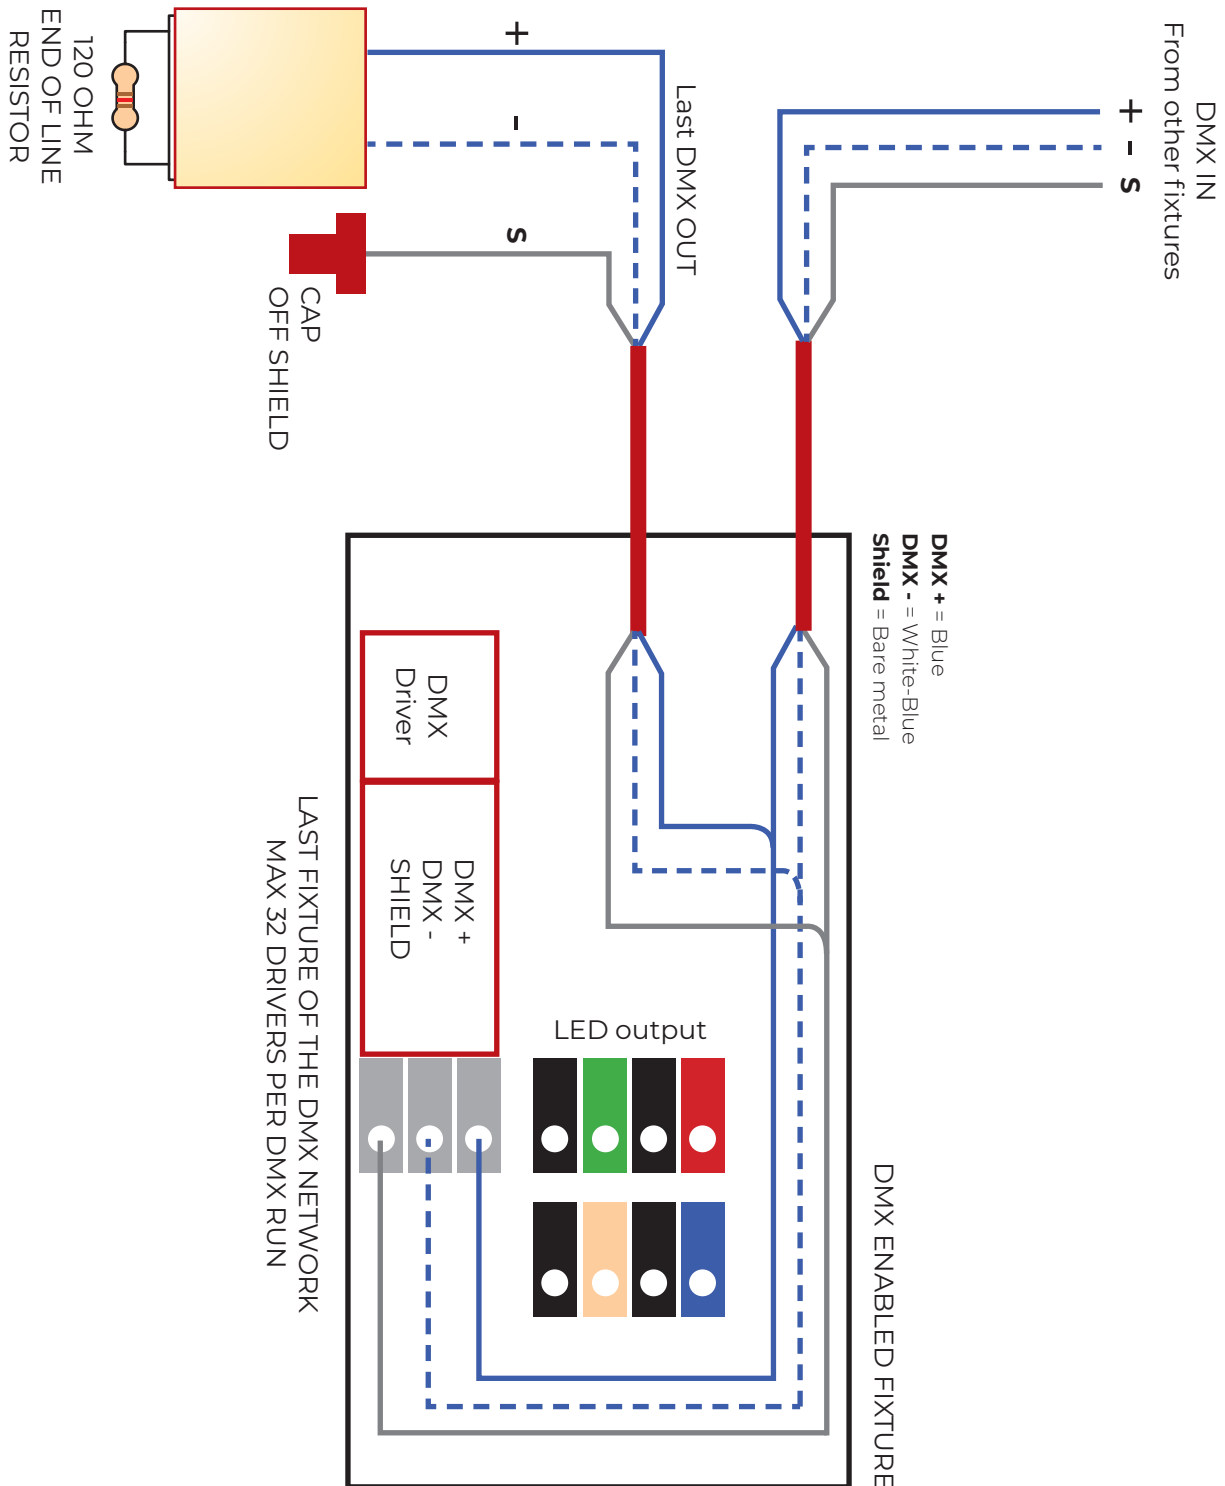 DMX IN
From other fixtures
+
-
S
Last DMX OUT
+
-
S
120 OHM
END OF LINE
RESISTOR
CAP
OFF SHIELD
DMX + = Blue
DMX - = White-Blue
Shield = Bare metal
DMX
Driver
DMX +
DMX -
SHIELD
LED output
DMX ENABLED FIXTURE
LAST FIXTURE OF THE DMX NETWORK
MAX 32 DRIVERS PER DMX RUN